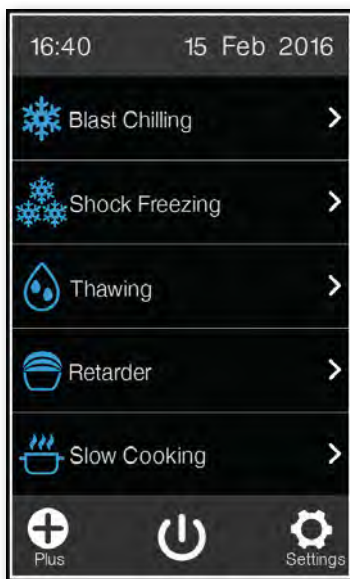 16:40 15 Feb 2016
Blast Chilling
Shock Freezing
Thawing
Retarder
Slow Cooking
Plus Settings